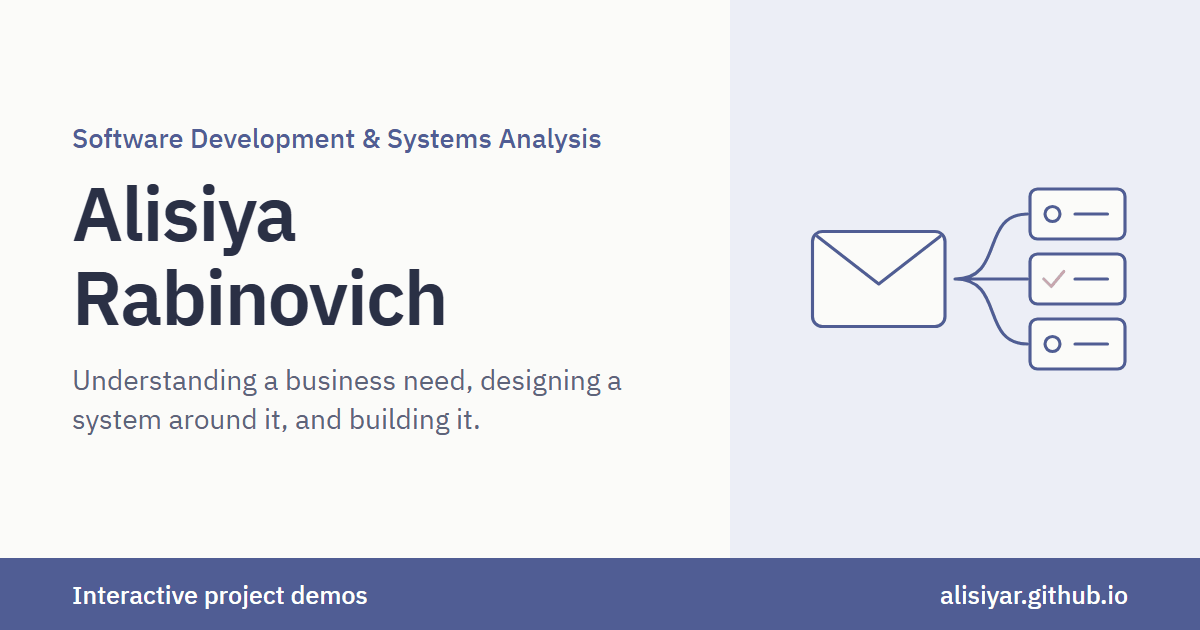 Software Development & Systems Analysis
Alisiya
Rabinovich
Understanding a business need, designing a
system around it, and building it.
Interactive project demos
alisiyar.github.io